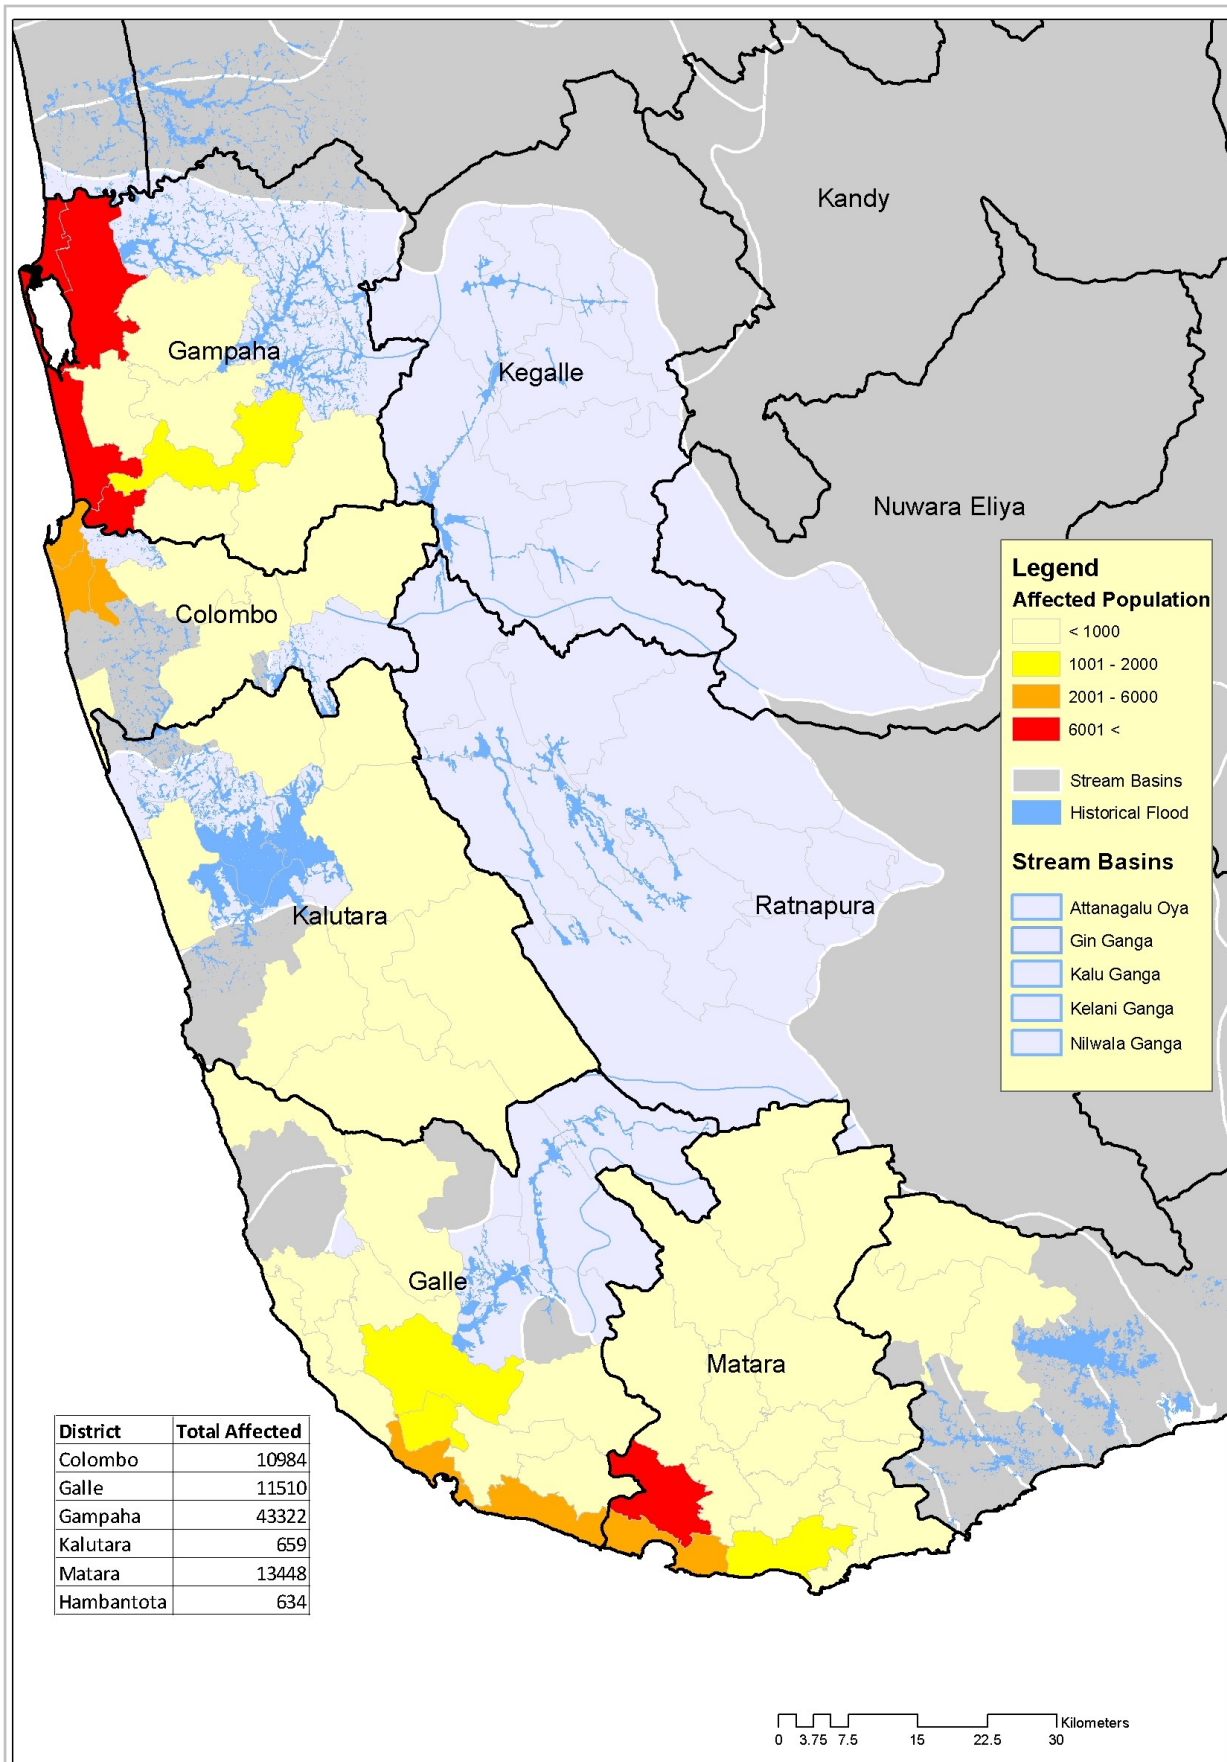 Kandy
Gampaha
Kegalle
Nuwara Eliya
Colombo
Legend
Affected Population
< 1000
1001 - 2000
2001 - 6000
6001 <
Stream Basins
Historical Flood
Stream Basins
Attanagalu Oya
Gin Ganga
Kalu Ganga
Kelani Ganga
Nilwala Ganga
Ratnapura
Kalutara
Galle
Matara
District Total Affected
Colombo 10984
Galle 11510
Gampaha 43322
Kalutara 659
Matara 13448
Hambantota 634
Kilometers
0 3.75 7.5 15 22.5 30